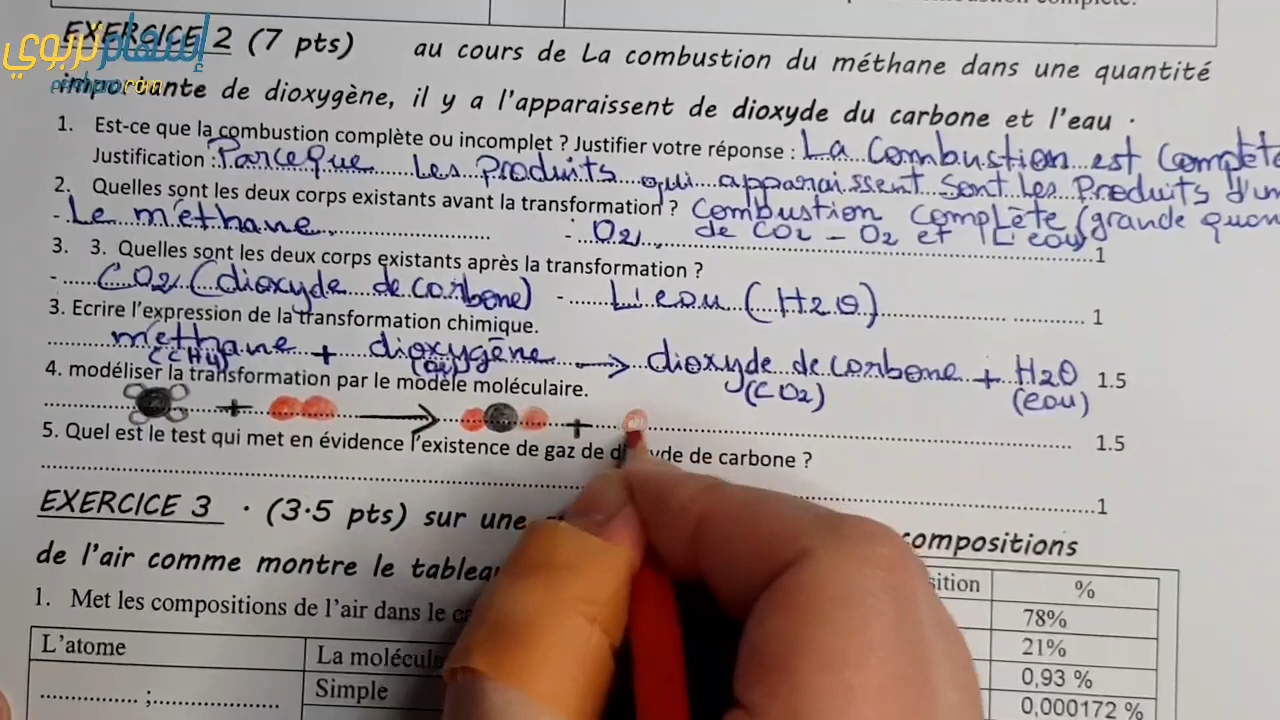 combustion complète.
إسهام تربوي
EXERCICE 2 (7 pts) au cours de La combustion du méthane dans une quantité
importante de dioxygène, il y a l'apparaissent de dioxyde du carbone et l'eau .
1. Est-ce que la combustion complète ou incomplet ? Justifier votre réponse : La combustion est complète
Justification : Parceque Les Produits qui apparaissent sont Les Produits d'un
2. Quelles sont les deux corps existants avant la transformation ? combustion complète (grande quan
- Le méthane - O2 de CO2 - O2 et L'eau) 1
3. 3. Quelles sont les deux corps existants après la transformation ?
- CO2 (dioxyde de carbone) - L'eau (H2O) 1
3. Ecrire l'expression de la transformation chimique.
méthane + dioxygène → dioxyde de carbone + H2O 1.5
(CH4) (O2) (CO2) (eau)
4. modéliser la transformation par le modèle moléculaire.
+ → + 1.5
5. Quel est le test qui met en évidence l'existence de gaz de dioxyde de carbone ?
1
EXERCICE 3 . (3.5 pts) sur une compositions
de l'air comme montre le tableau
1. Met les compositions de l'air dans le
%
L'atome
La molécule
78%
21%
.................. ;....................
Simple
0,93 %
0,000172 %